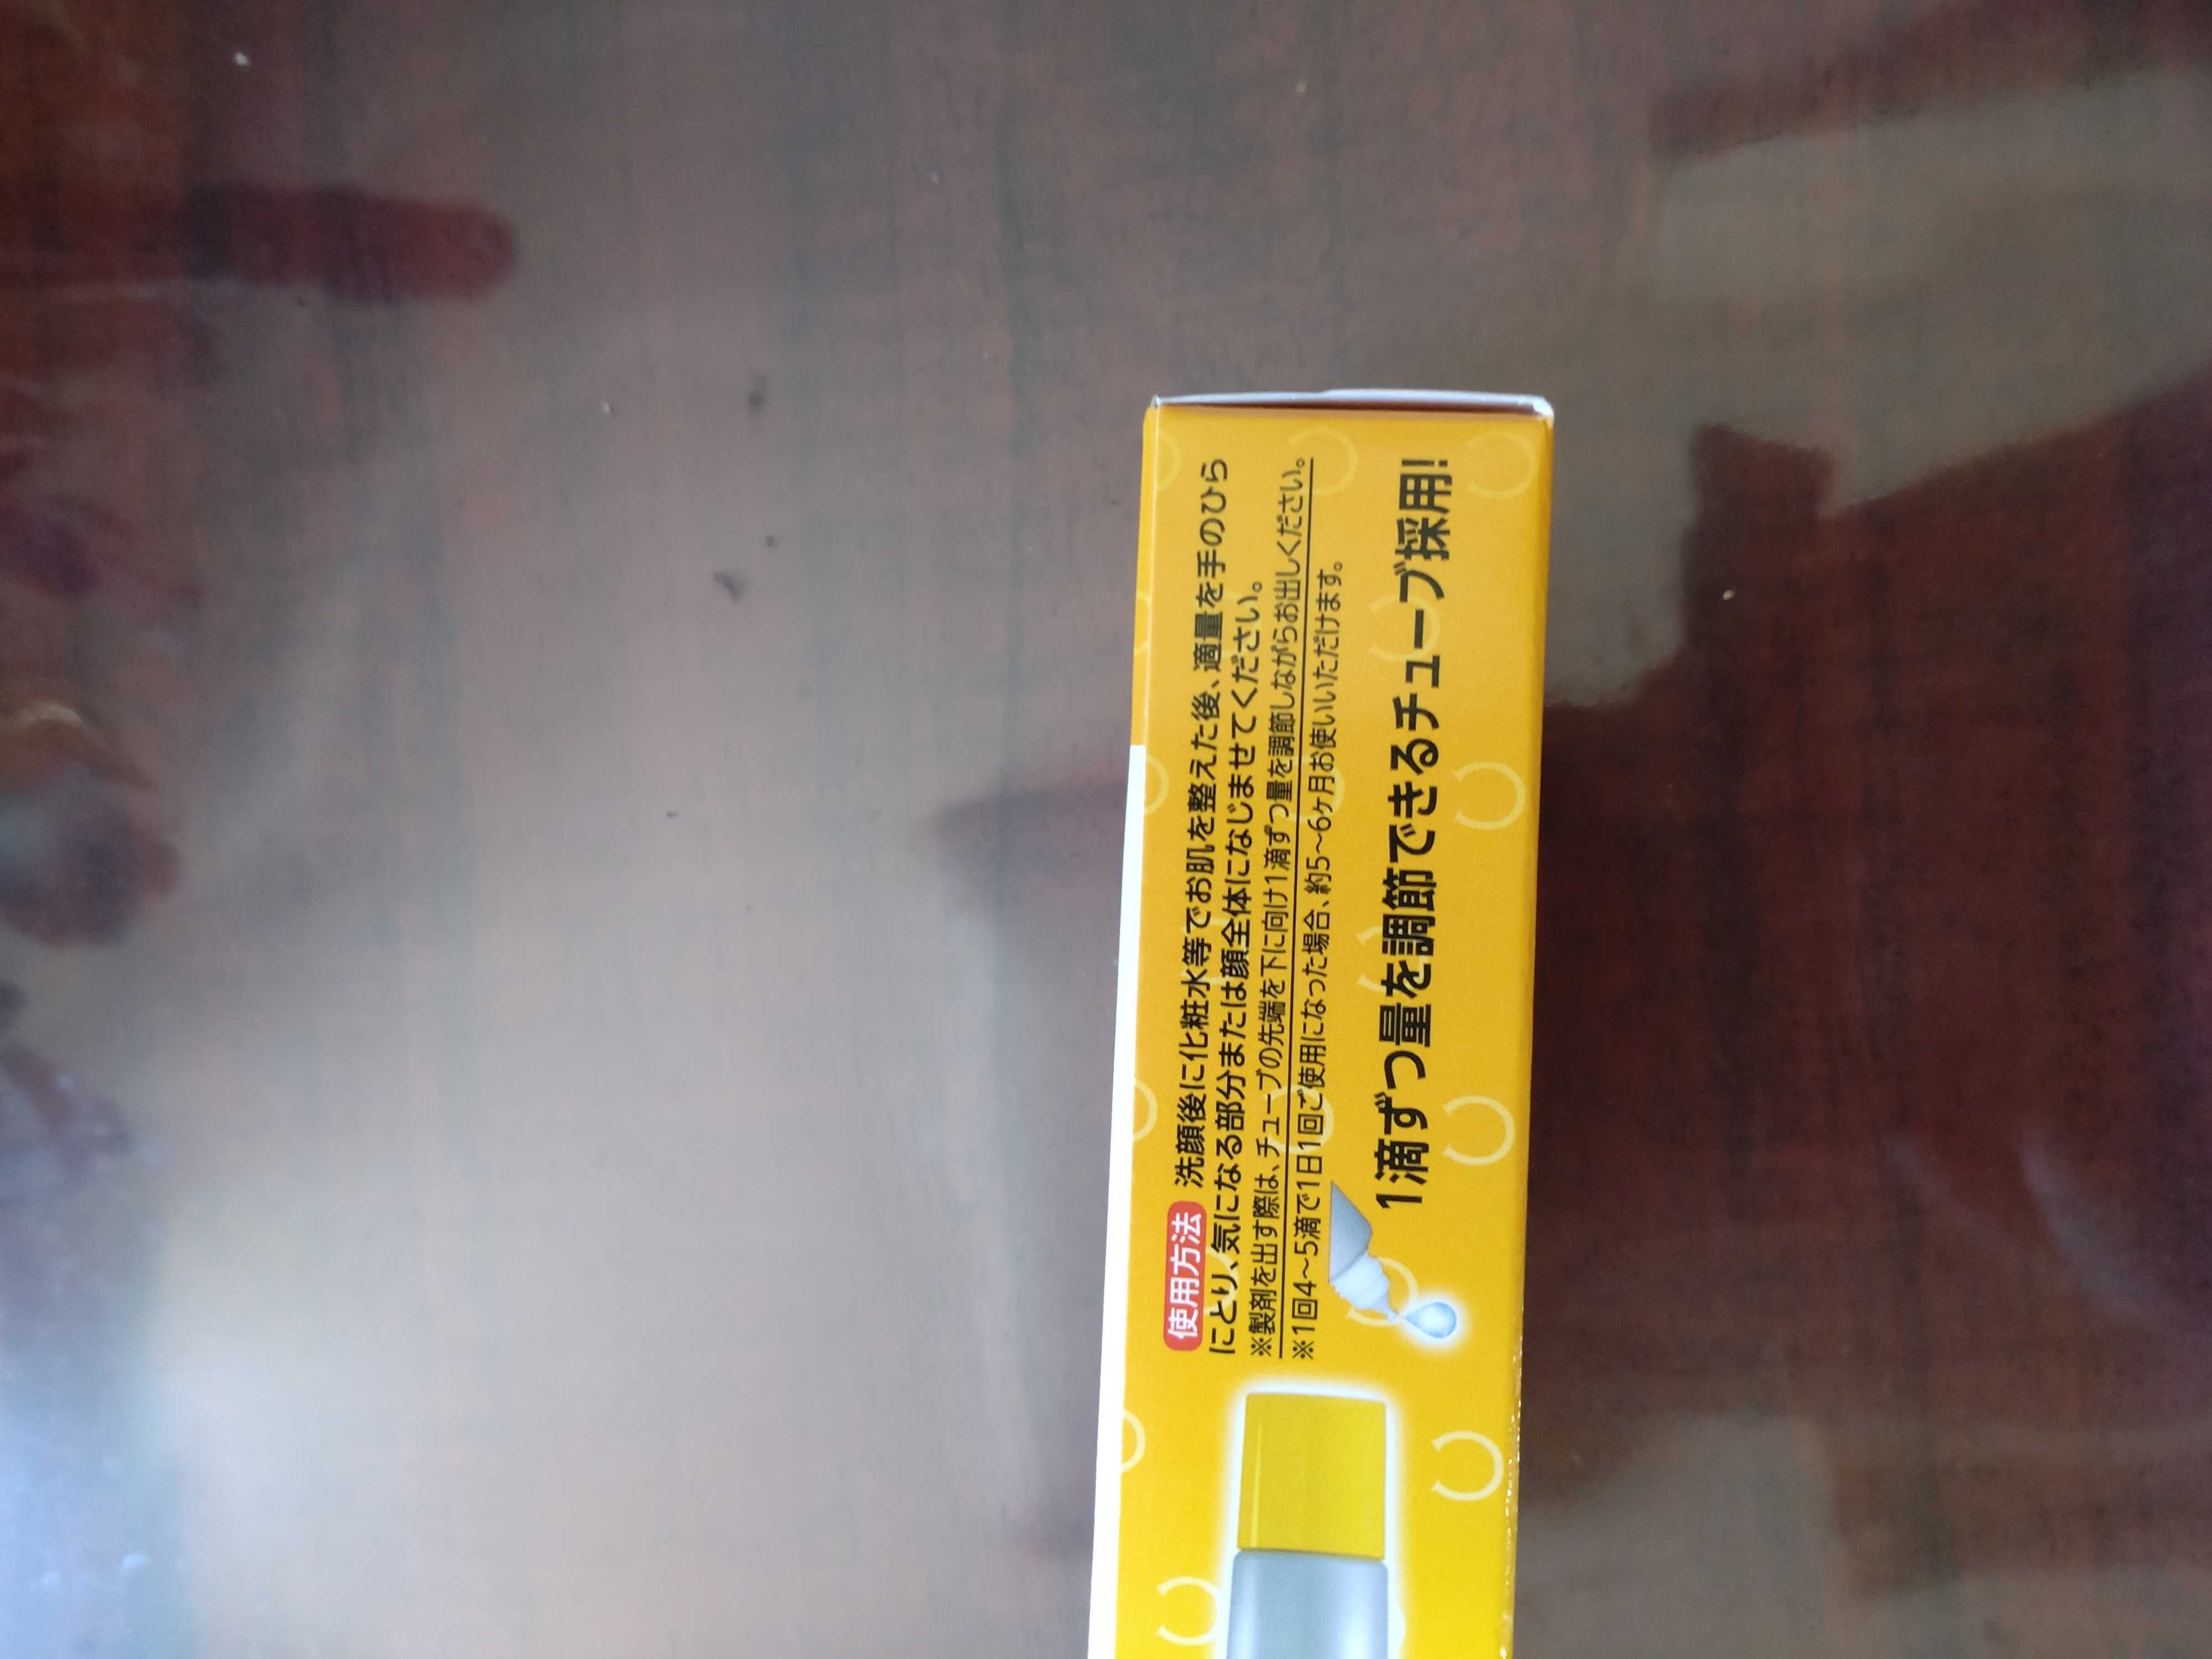 使用方法 洗顔後に化粧水等でお肌を整えた後、適量を手のひら
にとり、気になる部分または顔全体になじませてください。
※製剤を出す際は、チューブの先端を下に向け1滴ずつ量を調節しながらお出しください。
※1回4〜5滴で1日1回ご使用になった場合、約5〜6ヶ月お使いいただけます。
1滴ずつ量を調節できるチューブ採用!